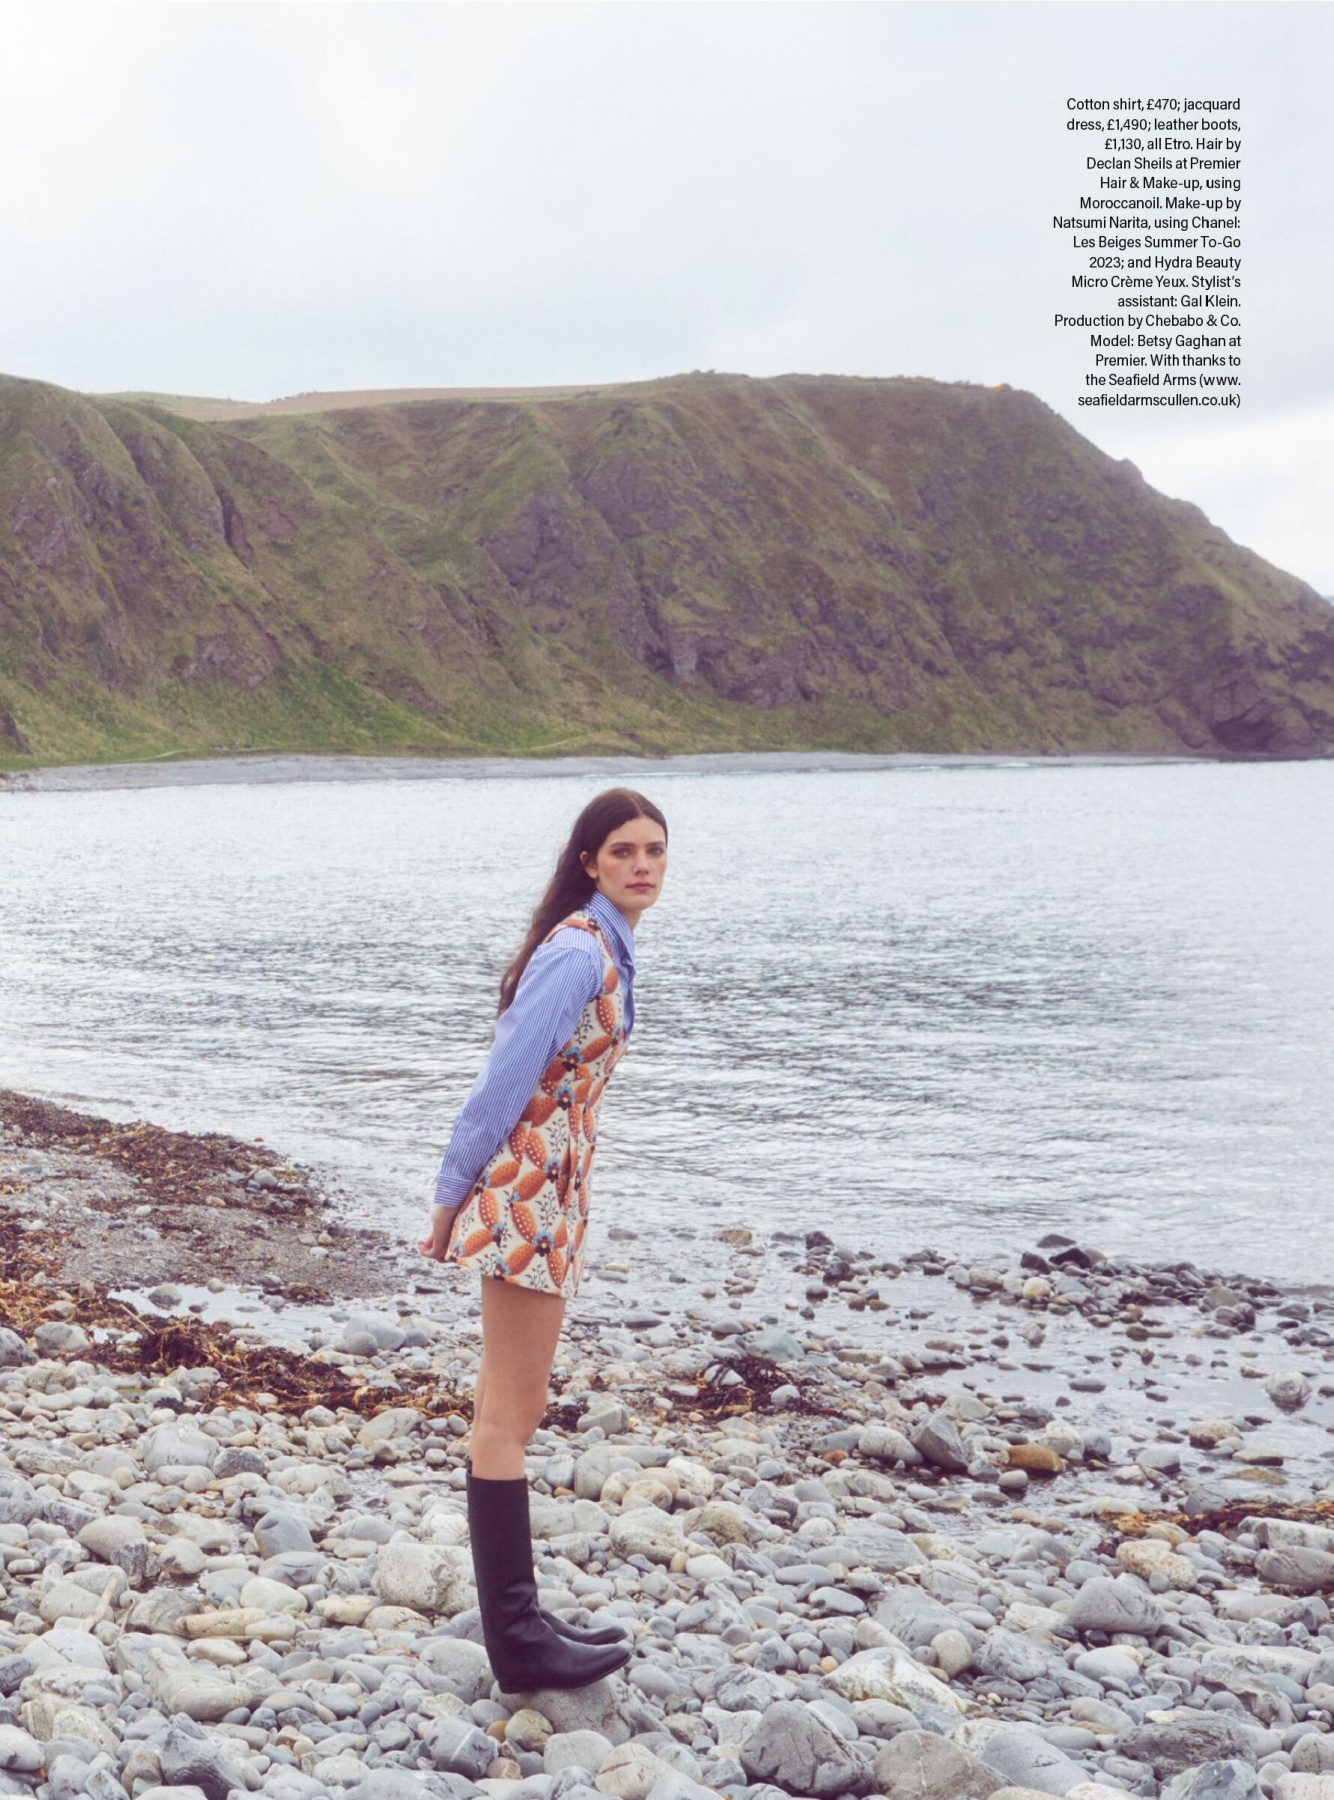 Cotton shirt, £470; jacquard
dress, £1,490; leather boots,
£1,130, all Etro. Hair by
Declan Sheils at Premier
Hair & Make-up, using
Moroccanoil. Make-up by
Natsumi Narita, using Chanel:
Les Beiges Summer To-Go
2023; and Hydra Beauty
Micro Crème Yeux. Stylist’s
assistant: Gal Klein.
Production by Chebabo & Co.
Model: Betsy Gaghan at
Premier. With thanks to
the Seafield Arms (www.
seafieldarmscullen.co.uk)